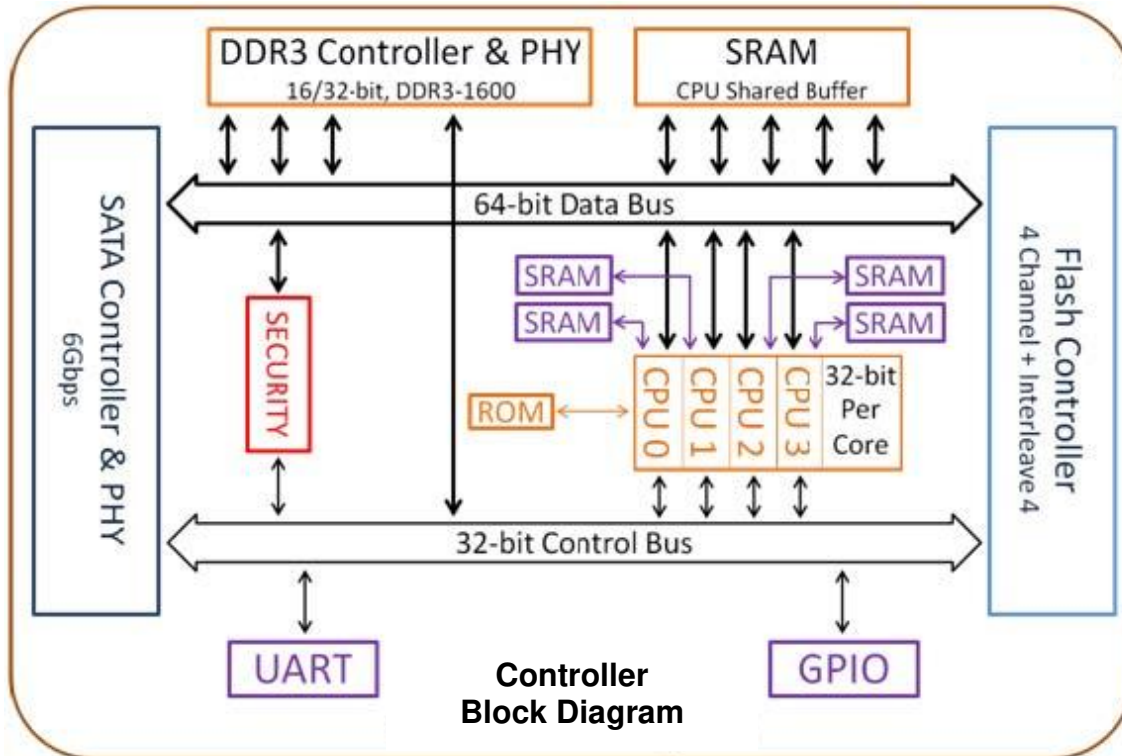 DDR3 Controller & PHY
16/32-bit, DDR3-1600
SRAM
CPU Shared Buffer
SATA Controller & PHY
6Gbps
64-bit Data Bus
Flash Controller
4 Channel + Interleave 4
SECURITY
SRAM
SRAM
SRAM
SRAM
ROM
CPU 0
CPU 1
CPU 2
CPU 3
32-bit
Per
Core
32-bit Control Bus
UART
GPIO
Controller
Block Diagram